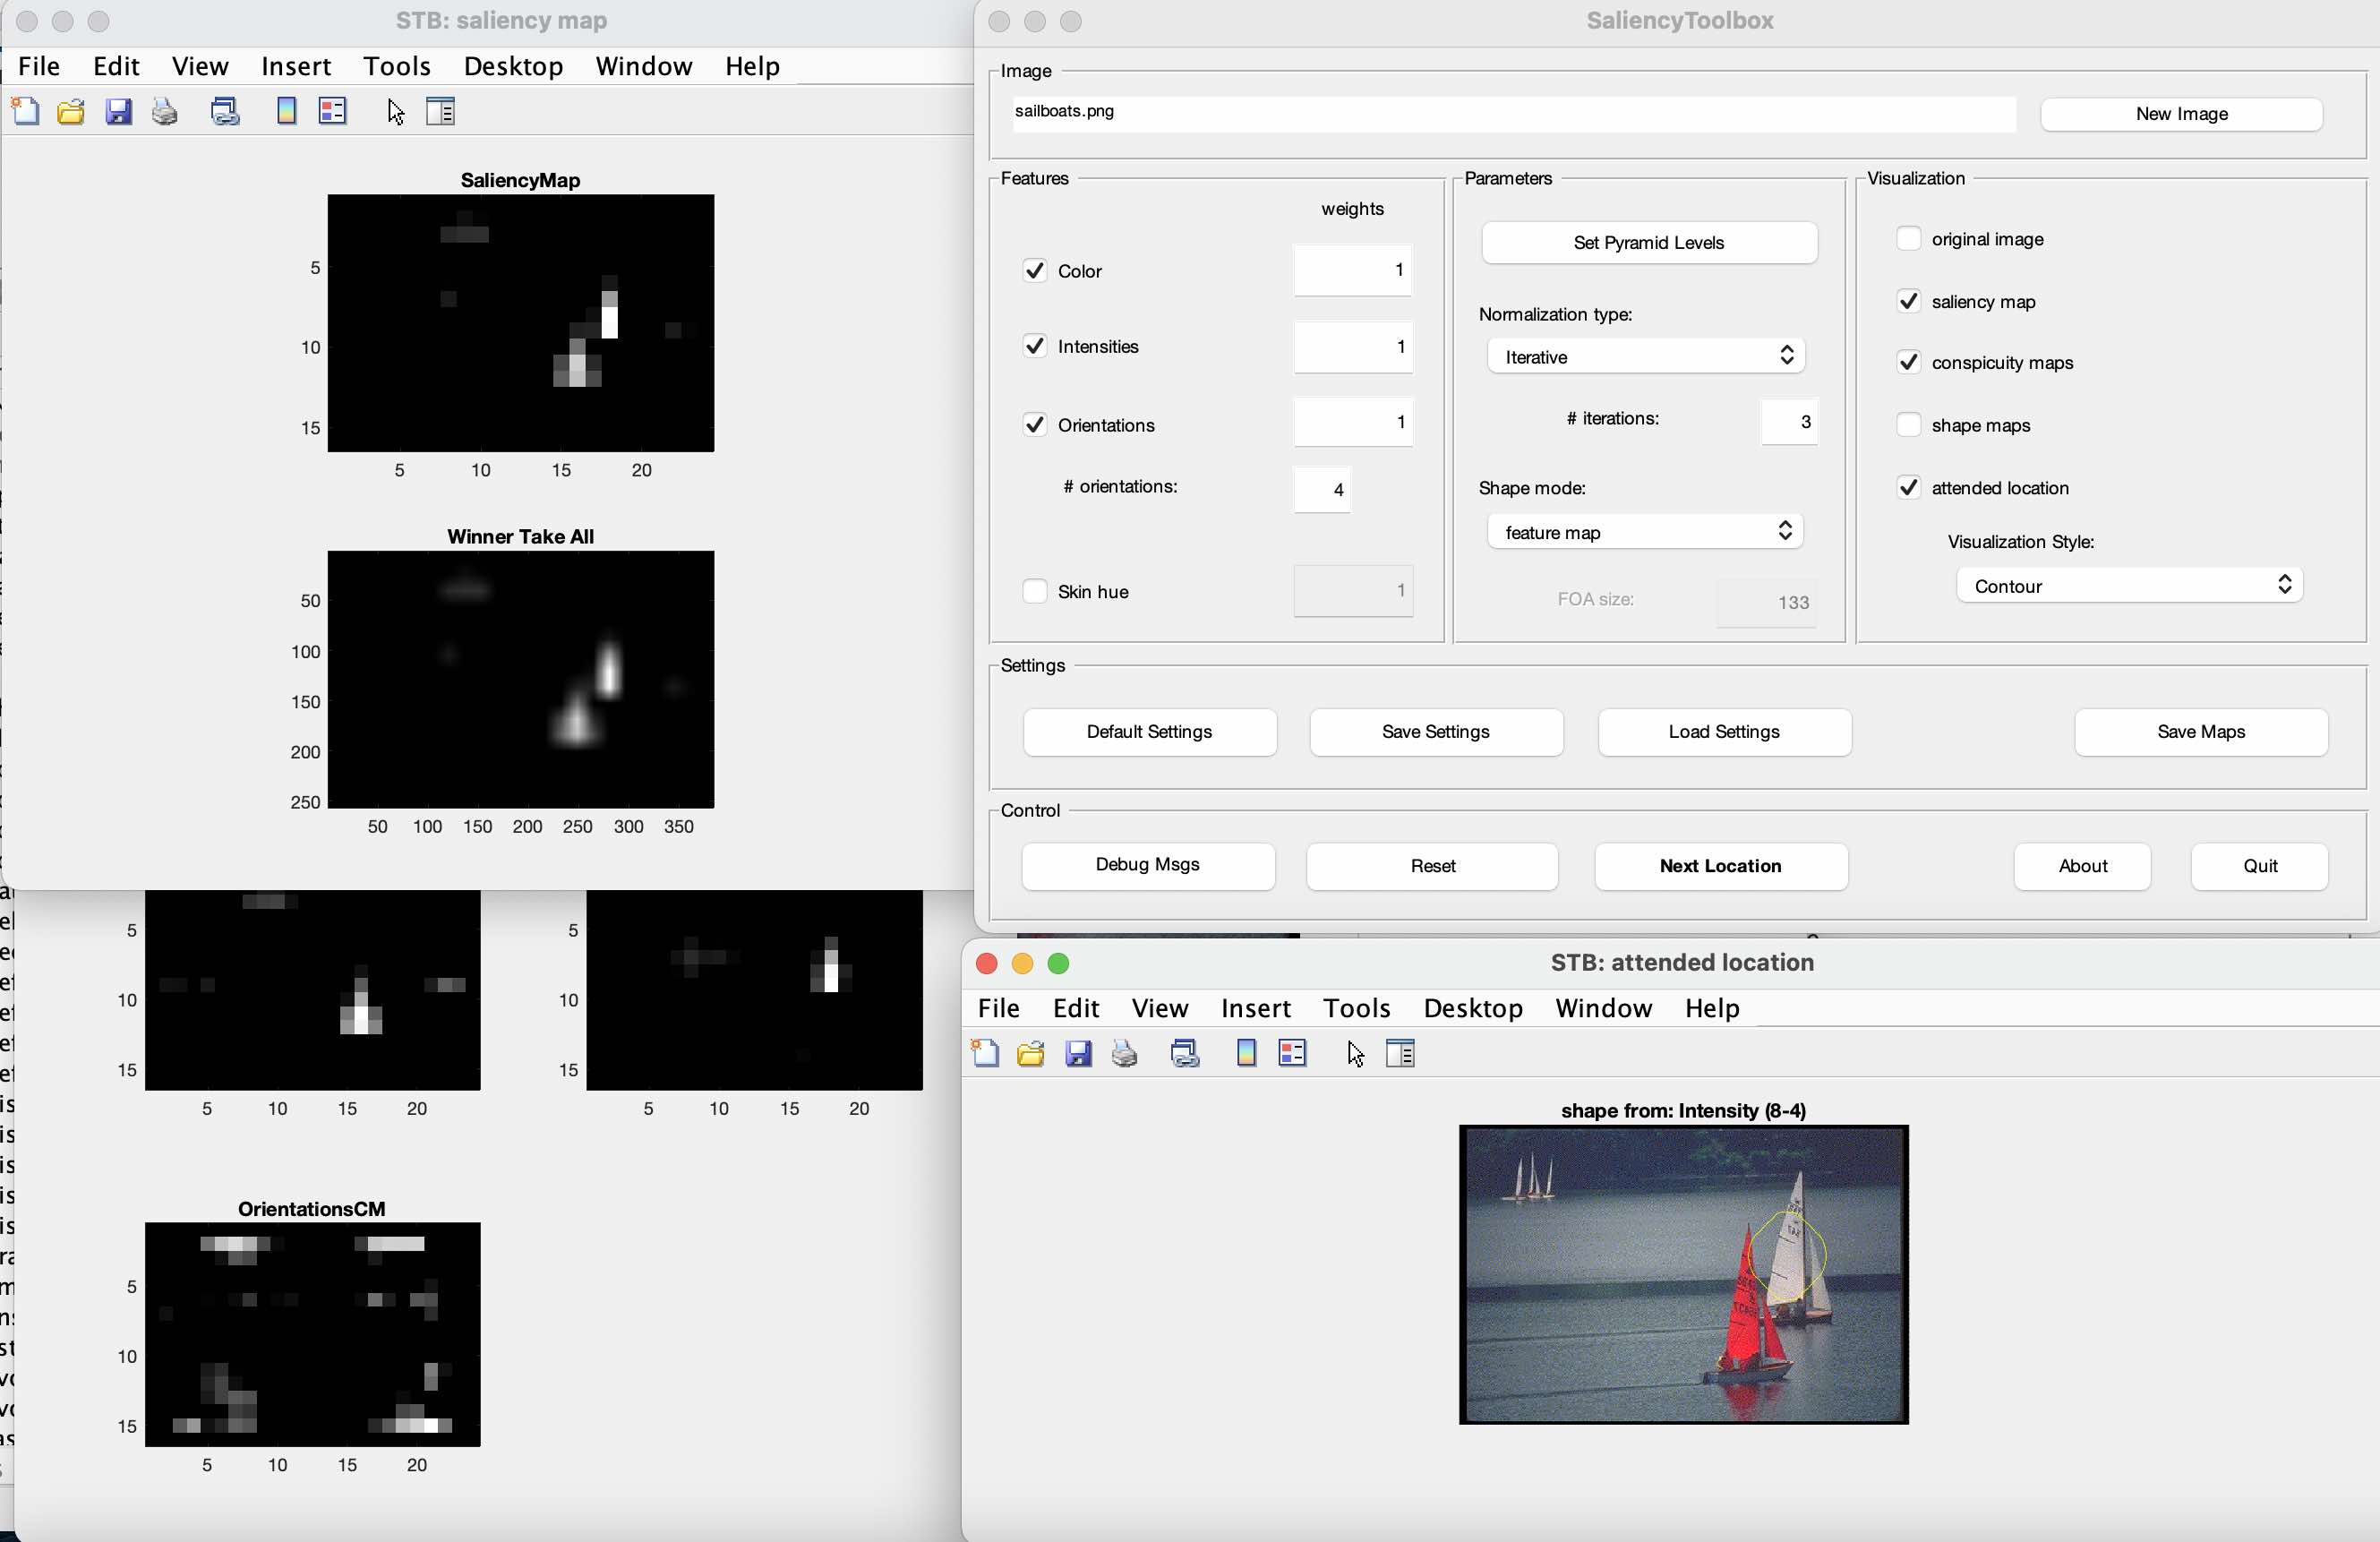 STB: saliency map
File Edit View Insert Tools Desktop Window Help
SaliencyMap
5
10
15
5 10 15 20
Winner Take All
50
100
150
200
250
50 100 150 200 250 300 350
SaliencyToolbox
Image
sailboats.png
New Image
Features
weights
Color 1
Intensities 1
Orientations 1
# orientations: 4
Skin hue 1
Parameters
Set Pyramid Levels
Normalization type:
Iterative
# iterations: 3
Shape mode:
feature map
FOA size: 133
Visualization
original image
saliency map
conspicuity maps
shape maps
attended location
Visualization Style:
Contour
Settings
Default Settings Save Settings Load Settings Save Maps
Control
Debug Msgs Reset Next Location About Quit
5
10
15
5 10 15 20
5
10
15
5 10 15 20
OrientationsCM
5
10
15
5 10 15 20
STB: attended location
File Edit View Insert Tools Desktop Window Help
shape from: Intensity (8-4)